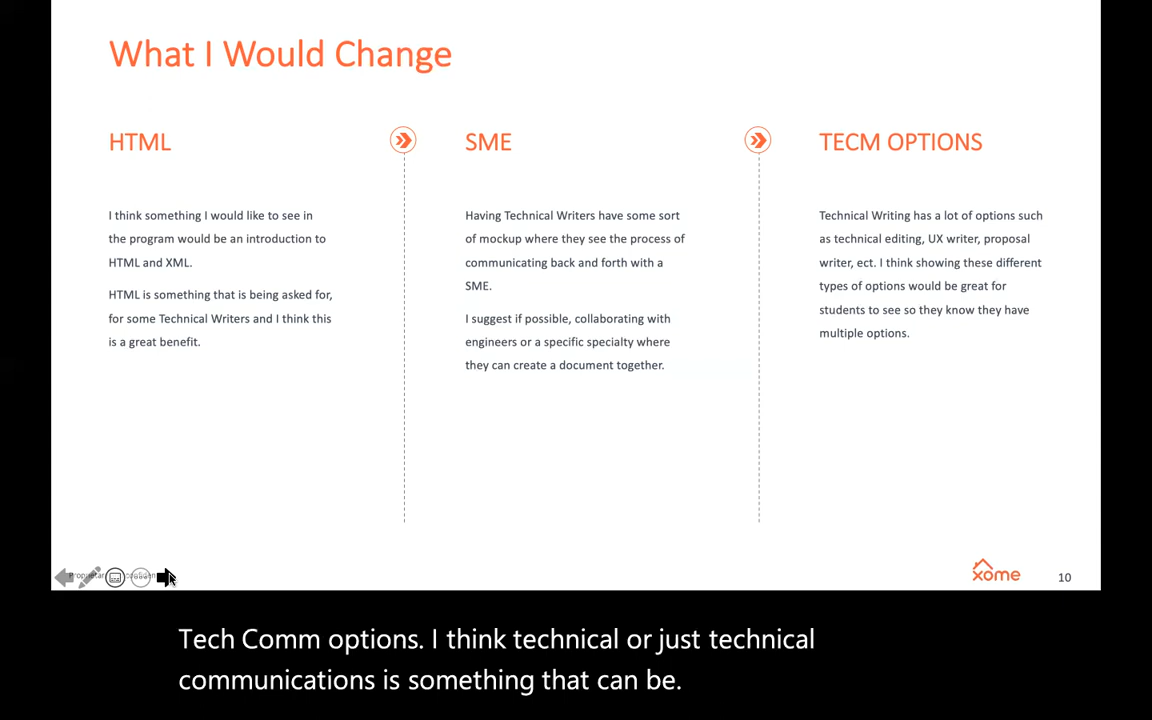 What I Would Change
HTML
I think something I would like to see in
the program would be an introduction to
HTML and XML.
HTML is something that is being asked for,
for some Technical Writers and I think this
is a great benefit.
SME
Having Technical Writers have some sort
of mockup where they see the process of
communicating back and forth with a
SME.
I suggest if possible, collaborating with
engineers or a specific specialty where
they can create a document together.
TECM OPTIONS
Technical Writing has a lot of options such
as technical editing, UX writer, proposal
writer, ect. I think showing these different
types of options would be great for
students to see so they know they have
multiple options.
xome
10
Tech Comm options. I think technical or just technical
communications is something that can be.